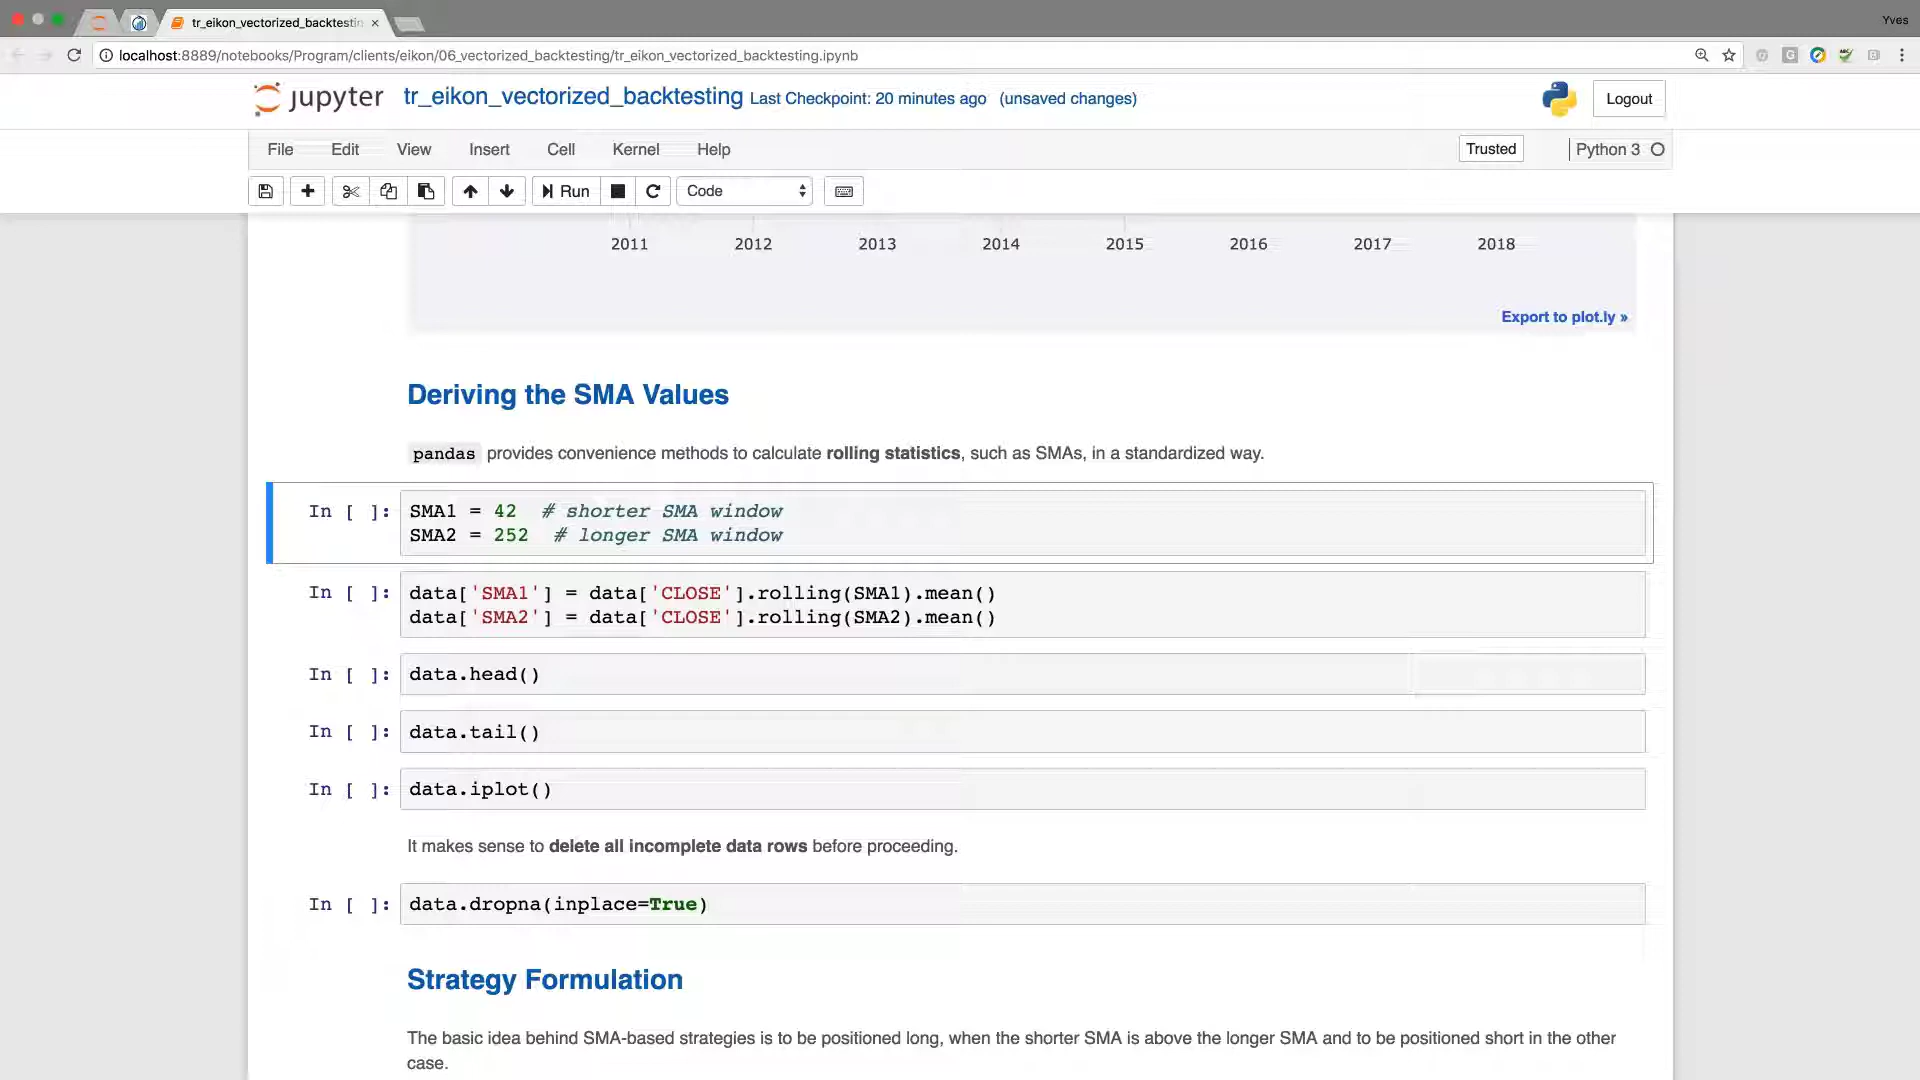 tr_eikon_vectorized_backtestin
Yves
localhost:8889/notebooks/Program/clients/eikon/06_vectorized_backtesting/tr_eikon_vectorized_backtesting.ipynb
jupyter tr_eikon_vectorized_backtesting Last Checkpoint: 20 minutes ago (unsaved changes) Logout
File Edit View Insert Cell Kernel Help Trusted Python 3
Run Code
2011 2012 2013 2014 2015 2016 2017 2018
Export to plot.ly »
Deriving the SMA Values
pandas provides convenience methods to calculate rolling statistics, such as SMAs, in a standardized way.
In [ ]: SMA1 = 42 # shorter SMA window
SMA2 = 252 # longer SMA window
In [ ]: data['SMA1'] = data['CLOSE'].rolling(SMA1).mean()
data['SMA2'] = data['CLOSE'].rolling(SMA2).mean()
In [ ]: data.head()
In [ ]: data.tail()
In [ ]: data.iplot()
It makes sense to delete all incomplete data rows before proceeding.
In [ ]: data.dropna(inplace=True)
Strategy Formulation
The basic idea behind SMA-based strategies is to be positioned long, when the shorter SMA is above the longer SMA and to be positioned short in the other
case.